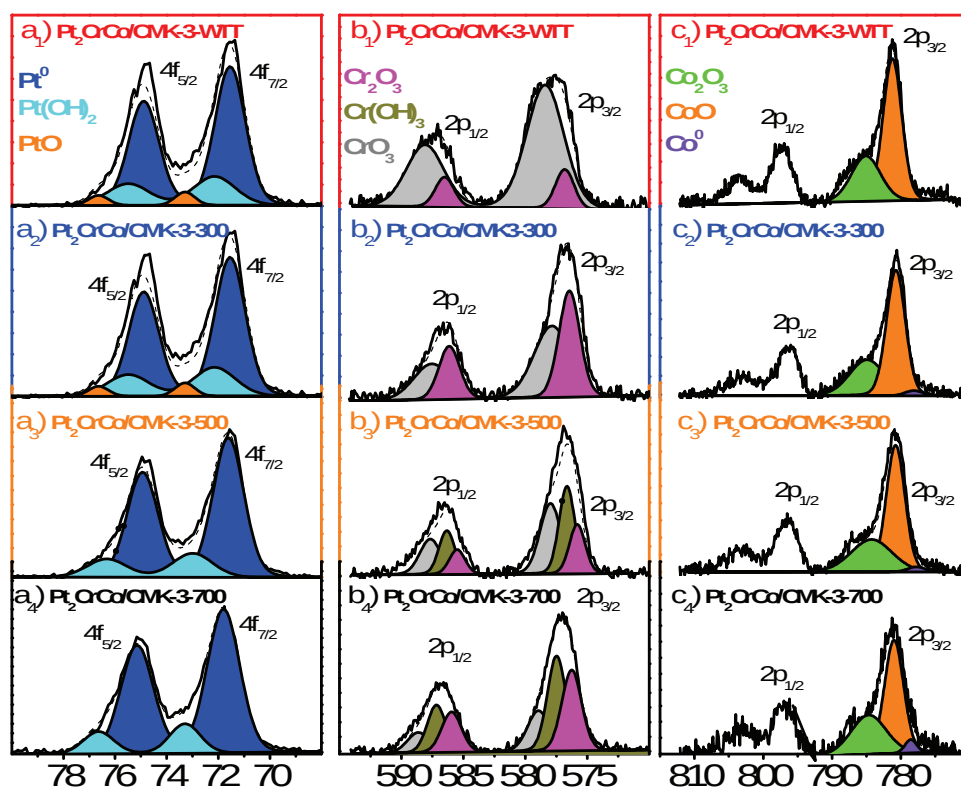 a₁) Pt₂CrCo/CMK-3-WTT
4f₅/₂
4f₇/₂
Pt⁰
Pt(OH)₂
PtO
b₁) Pt₂CrCo/CMK-3-WTT
Cr₂O₃
Cr(OH)₃
CrO₃
2p₁/₂
2p₃/₂
c₁) Pt₂CrCo/CMK-3-WTT
2p₃/₂
Co₂O₃
CoO
Co⁰
2p₁/₂
a₂) Pt₂CrCo/CMK-3-300
4f₅/₂
4f₇/₂
b₂) Pt₂CrCo/CMK3-300
2p₁/₂
2p₃/₂
c₂) Pt₂CrCo/CMK-3-300
2p₁/₂
2p₃/₂
a₃) Pt₂CrCo/CMK-3-500
4f₅/₂
4f₇/₂
b₃) Pt₂CrCo/CMK-3-500
2p₁/₂
2p₃/₂
c₃) Pt₂CrCo/CMK-3-500
2p₁/₂
2p₃/₂
a₄) Pt₂CrCo/CMK-3-700
4f₅/₂
4f₇/₂
b₄) Pt₂CrCo/CMK-3-700
2p₃/₂
2p₁/₂
c₄) Pt₂CrCo/CMK-3-700
2p₁/₂
2p₃/₂
78 76 74 72 70
590 585 580 575
810 800 790 780